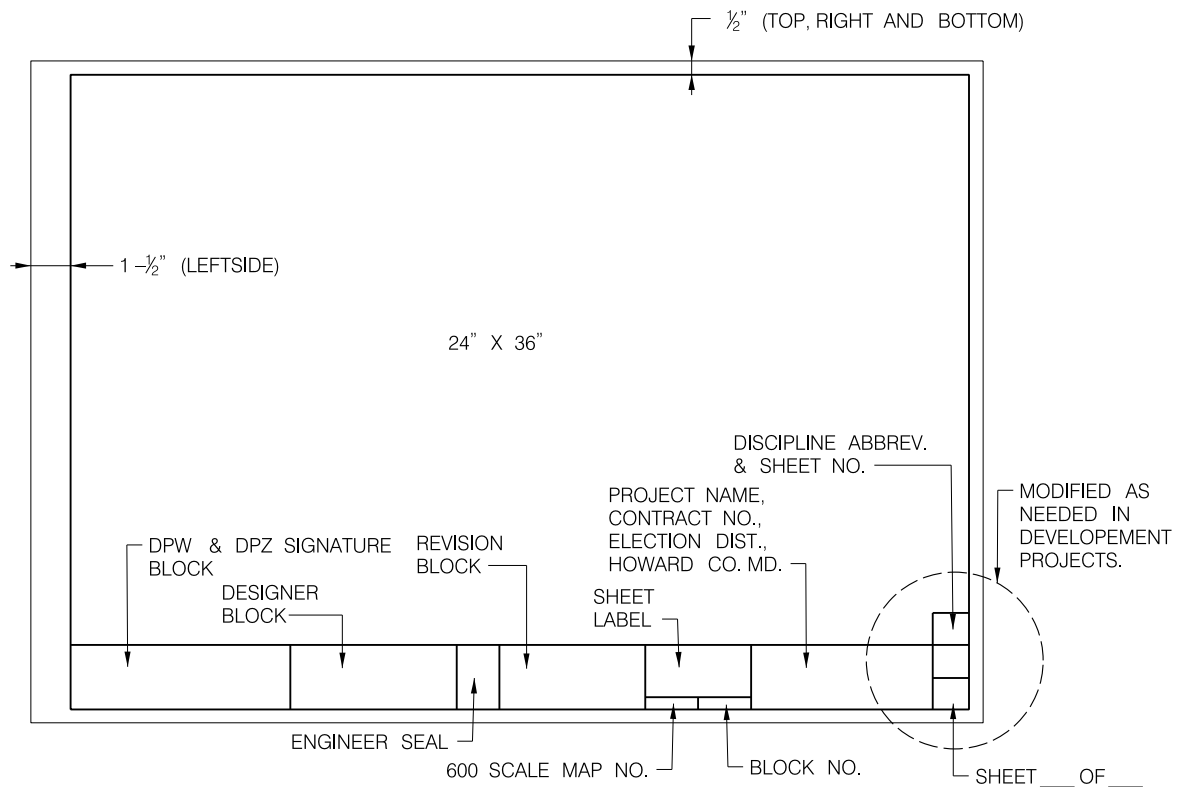 ½” (TOP, RIGHT AND BOTTOM)
1 –½” (LEFTSIDE)
24” X 36”
DISCIPLINE ABBREV.
& SHEET NO.
MODIFIED AS
NEEDED IN
DEVELOPEMENT
PROJECTS.
PROJECT NAME,
CONTRACT NO.,
ELECTION DIST.,
HOWARD CO. MD.
DPW & DPZ SIGNATURE
BLOCK
REVISION
BLOCK
DESIGNER
BLOCK
SHEET
LABEL
ENGINEER SEAL
600 SCALE MAP NO.
BLOCK NO.
SHEET ___ OF ___